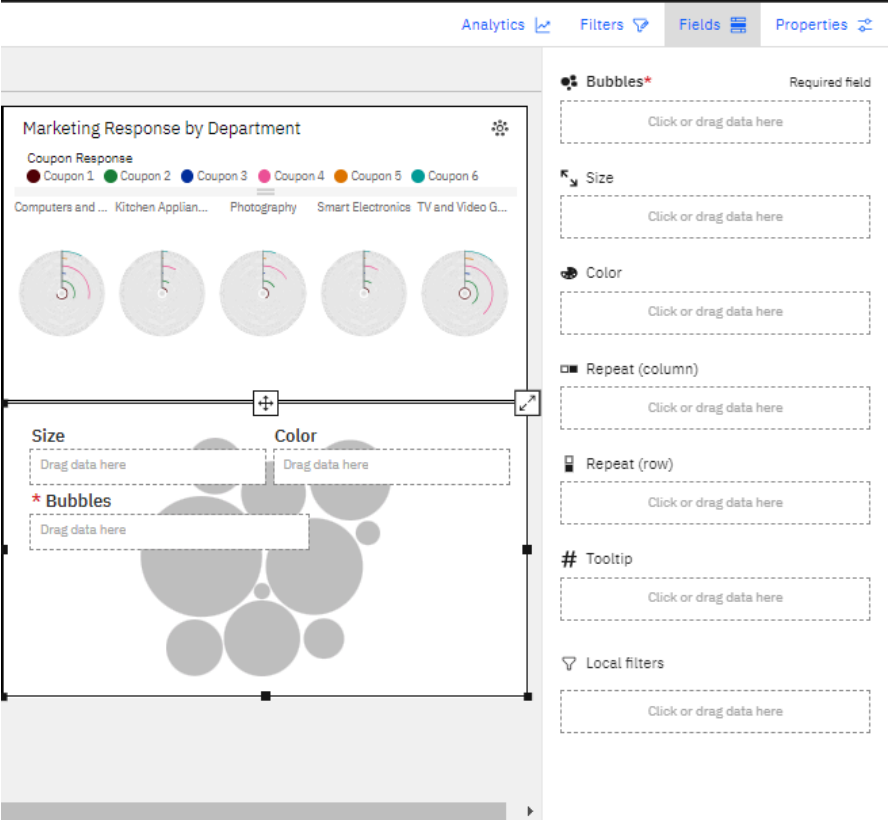 Analytics Filters Fields Properties
Marketing Response by Department
Coupon Response
Coupon 1 Coupon 2 Coupon 3 Coupon 4 Coupon 5 Coupon 6
Computers and ... Kitchen Applian... Photography Smart Electronics TV and Video G...
Size Color
Drag data here Drag data here
* Bubbles
Drag data here
Bubbles* Required field
Click or drag data here
Size
Click or drag data here
Color
Click or drag data here
Repeat (column)
Click or drag data here
Repeat (row)
Click or drag data here
# Tooltip
Click or drag data here
Local filters
Click or drag data here